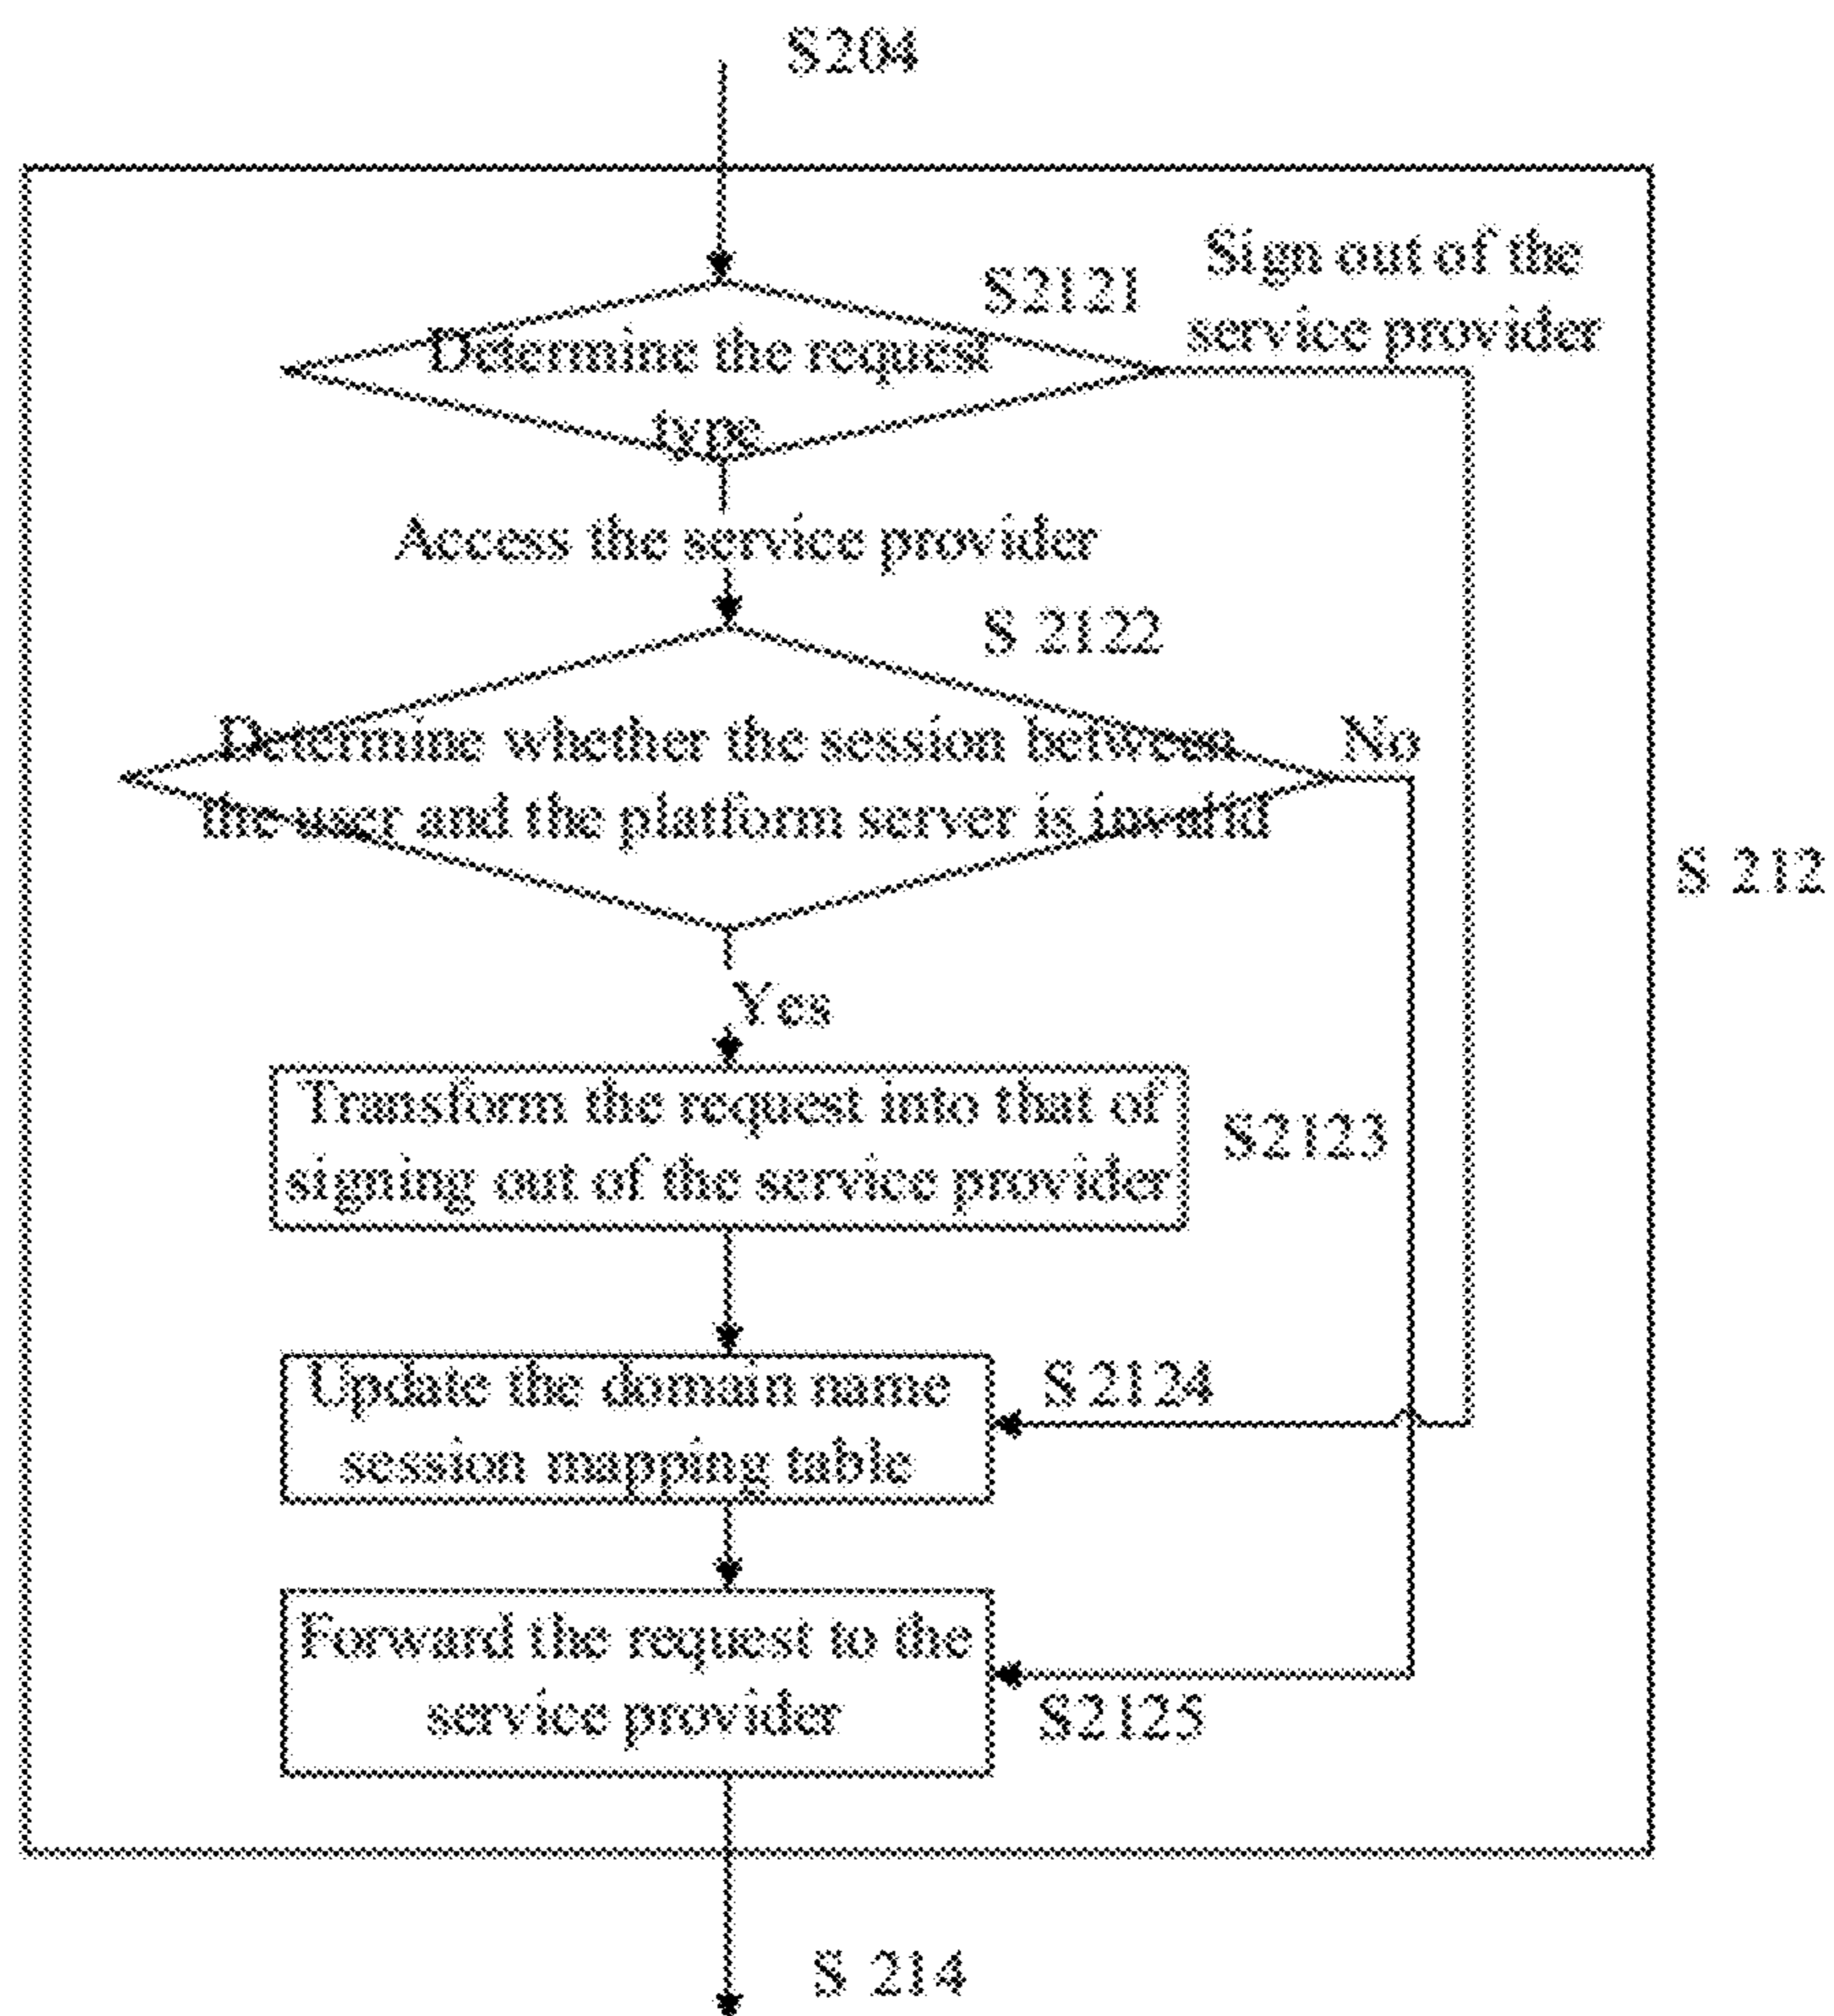 S204
Sign out of the
service provider
S2121
Determine the request
type
Access the service provider
S 2122
Determine whether the session between
the user and the platform server is invalid
No
S 212
Yes
Transform the request into that of
signing out of the service provider
S2123
Update the domain name
session mapping table
S 2124
Forward the request to the
service provider
S2125
S 214